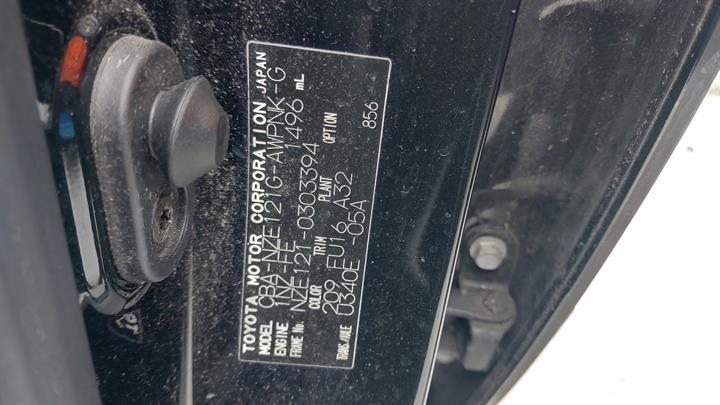 TOYOTA MOTOR CORPORATION JAPAN
MODEL CBA-NZE121G-AWPNK-G
ENGINE 1NZ-FE 1496 mL
FRAME No. NZE121-0303394
COLOR TRIM PLANT OPTION
209 FU16 A32 856
TRANS/AXLE U340E -05A